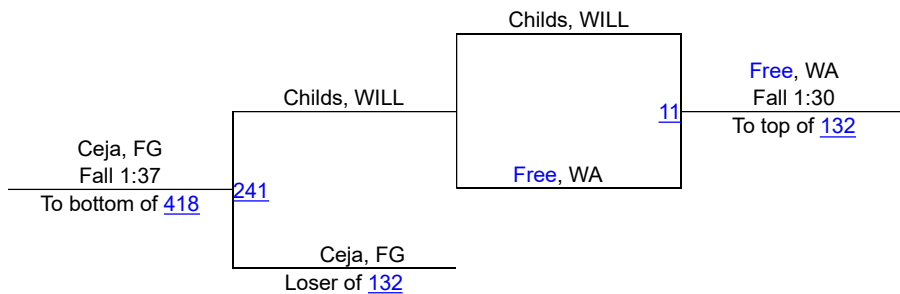 Childs, WILL
Free, WA
Fall 1:30
Childs, WILL
11
To top of 132
Ceja, FG
Fall 1:37
Free, WA
241
To bottom of 418
Ceja, FG
Loser of 132